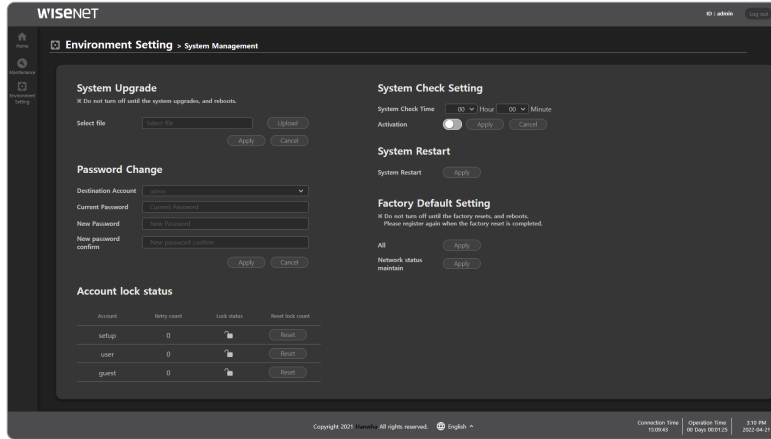 WISENET
ID : admin
Log out
Home
Maintenance
Environment
Setting
Environment Setting > System Management
System Upgrade
※ Do not turn off until the system upgrades, and reboots.
Select file
Select file
Upload
Apply
Cancel
Password Change
Destination Account
admin
Current Password
Current Password
New Password
New Password
New password
confirm
New password confirm
Apply
Cancel
Account lock status
Account Retry count Lock status Reset lock count
setup 0 Reset
user 0 Reset
guest 0 Reset
System Check Setting
System Check Time 00 Hour 00 Minute
Activation Apply Cancel
System Restart
System Restart Apply
Factory Default Setting
※ Do not turn off until the factory resets, and reboots.
Please register again when the factory reset is completed.
All Apply
Network status
maintain
Apply
Copyright 2021 Hanwha All rights reserved.
English
Connection Time
15:09:43
Operation Time
00 Days 00:01:25
3:10 PM
2022-04-21